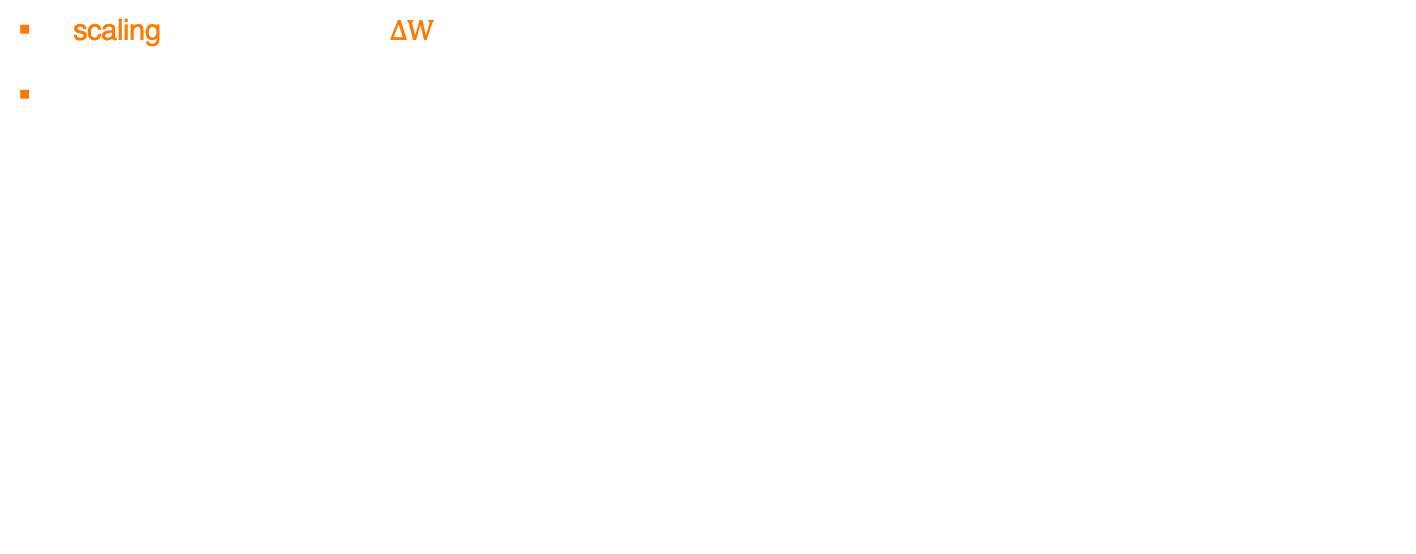 ▪ scaling ΔW
▪